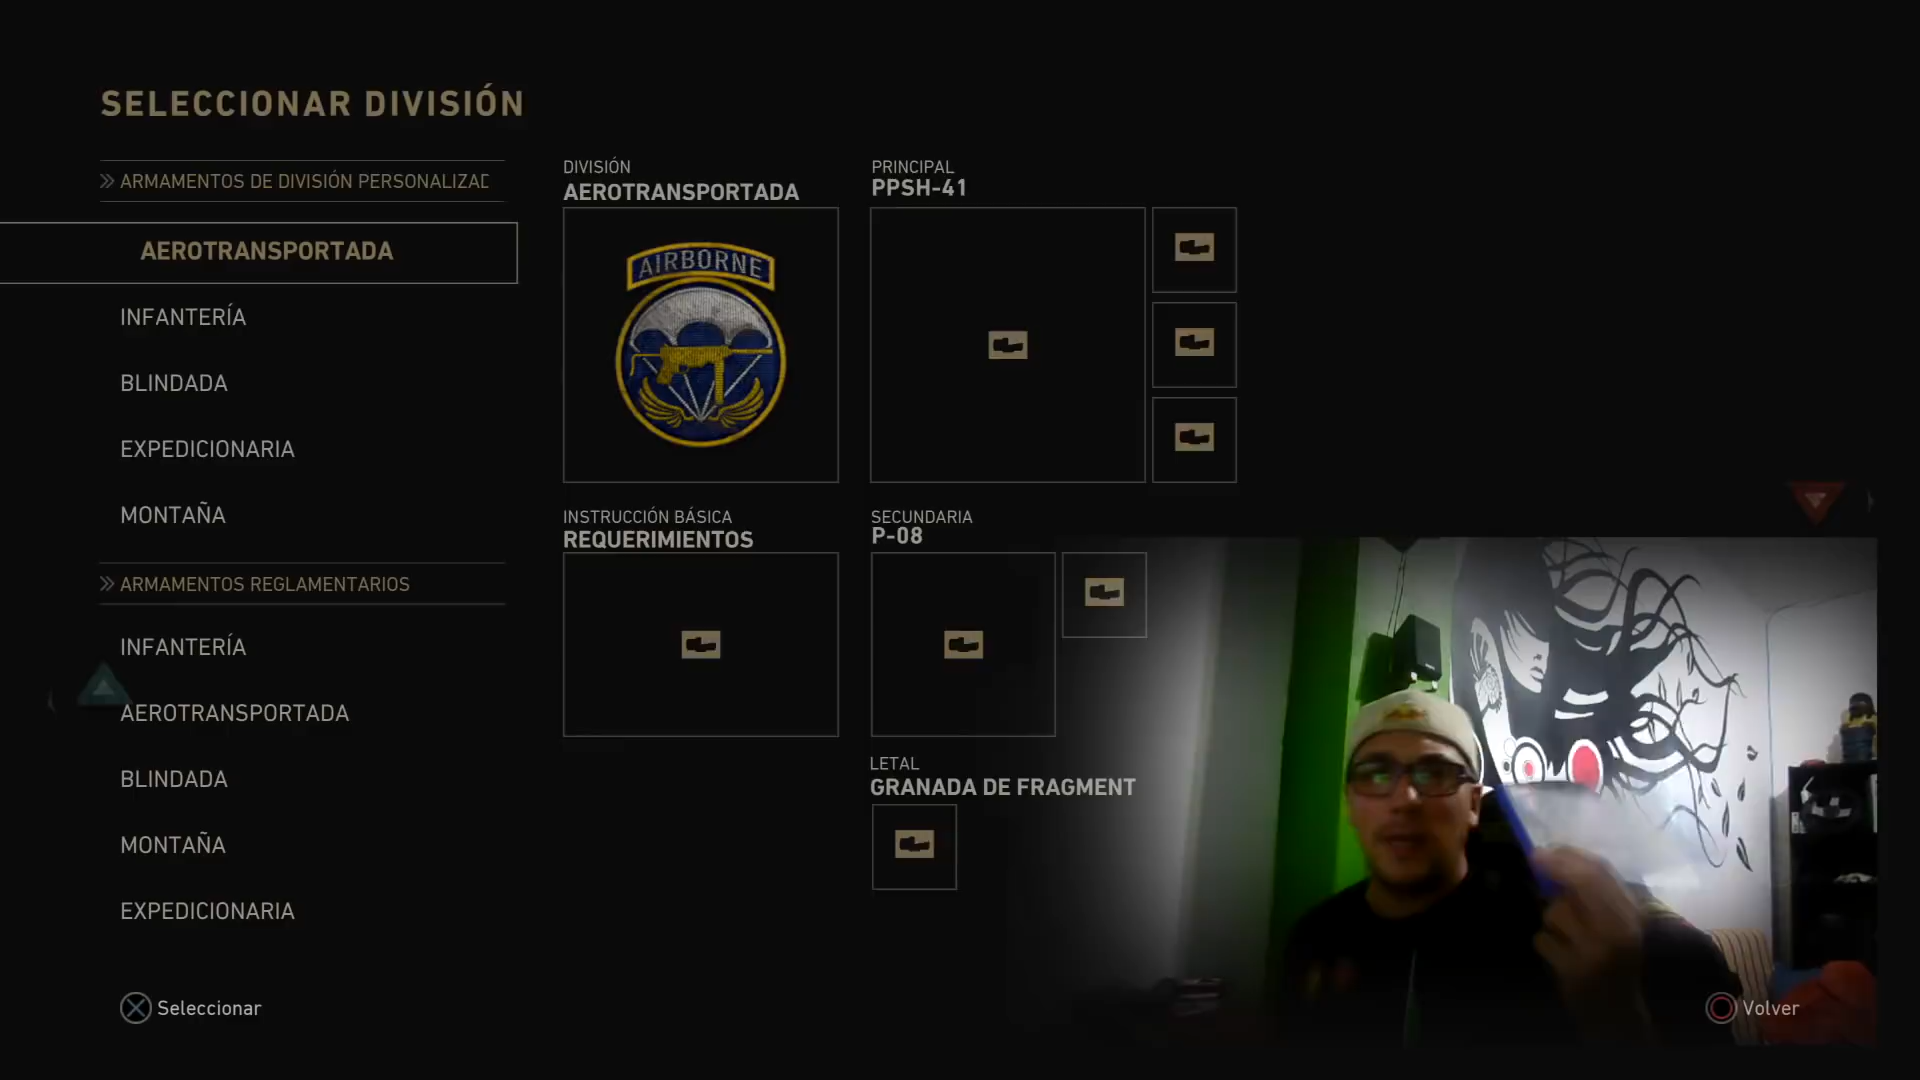 SELECCIONAR DIVISIÓN
ARMAMENTOS DE DIVISIÓN PERSONALIZAD
AEROTRANSPORTADA
INFANTERÍA
BLINDADA
EXPEDICIONARIA
MONTAÑA
ARMAMENTOS REGLAMENTARIOS
INFANTERÍA
AEROTRANSPORTADA
BLINDADA
MONTAÑA
EXPEDICIONARIA
DIVISIÓN
AEROTRANSPORTADA
AIRBORNE
PRINCIPAL
PPSH-41
INSTRUCCIÓN BÁSICA
REQUERIMIENTOS
SECUNDARIA
P-08
LETAL
GRANADA DE FRAGMENT
Seleccionar
Volver